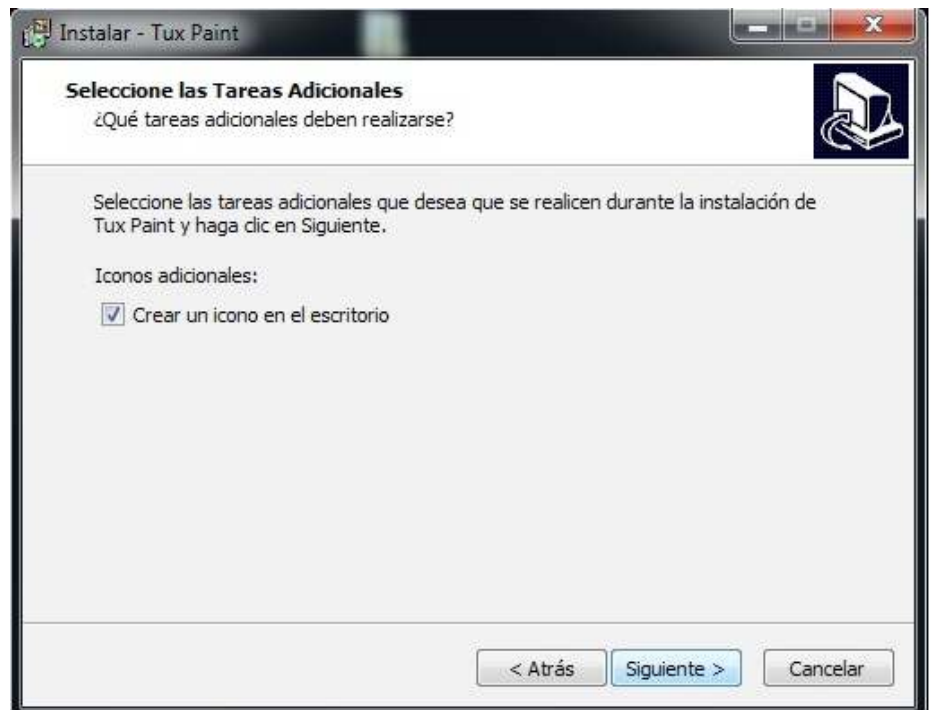 Instalar - Tux Paint
Seleccione las Tareas Adicionales
¿Qué tareas adicionales deben realizarse?
Seleccione las tareas adicionales que desea que se realicen durante la instalación de
Tux Paint y haga clic en Siguiente.
Iconos adicionales:
Crear un icono en el escritorio
< Atrás
Siguiente >
Cancelar